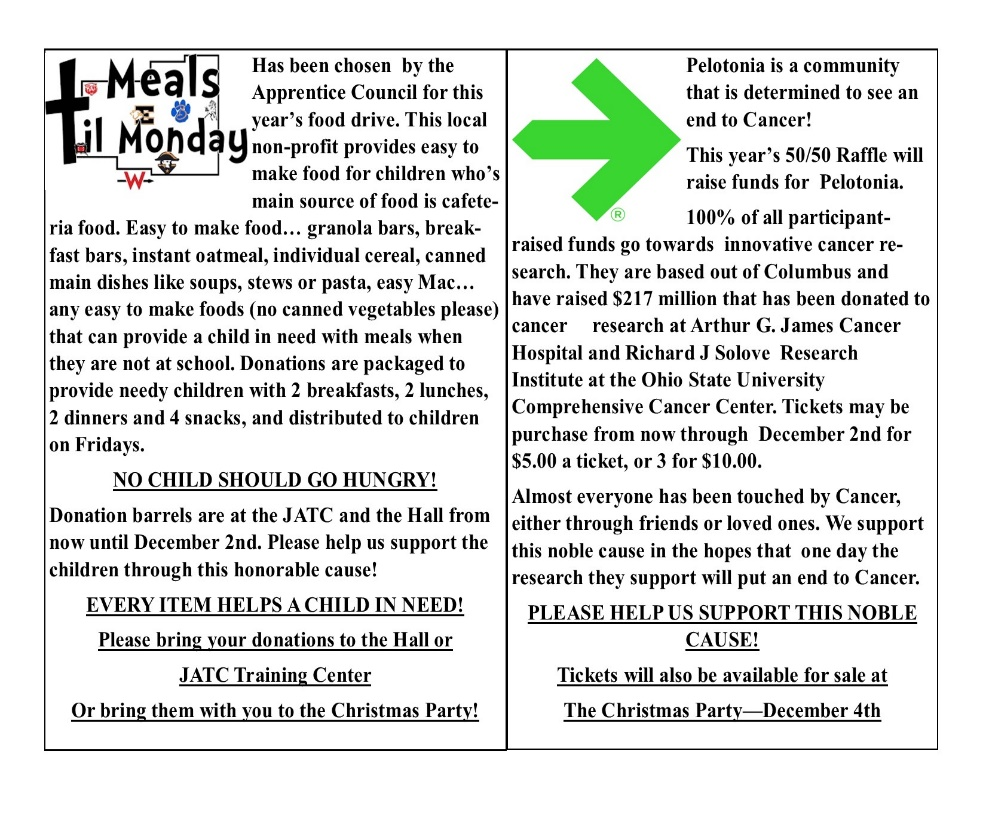 Meals
til Monday
W
Has been chosen by the
Apprentice Council for this
year's food drive. This local
non-profit provides easy to
make food for children who's
main source of food is cafete-
ria food. Easy to make food… granola bars, break-
fast bars, instant oatmeal, individual cereal, canned
main dishes like soups, stews or pasta, easy Mac…
any easy to make foods (no canned vegetables please)
that can provide a child in need with meals when
they are not at school. Donations are packaged to
provide needy children with 2 breakfasts, 2 lunches,
2 dinners and 4 snacks, and distributed to children
on Fridays.
NO CHILD SHOULD GO HUNGRY!
Donation barrels are at the JATC and the Hall from
now until December 2nd. Please help us support the
children through this honorable cause!
EVERY ITEM HELPS A CHILD IN NEED!
Please bring your donations to the Hall or
JATC Training Center
Or bring them with you to the Christmas Party!
®
Pelotonia is a community
that is determined to see an
end to Cancer!
This year's 50/50 Raffle will
raise funds for Pelotonia.
100% of all participant-
raised funds go towards innovative cancer re-
search. They are based out of Columbus and
have raised $217 million that has been donated to
cancer research at Arthur G. James Cancer
Hospital and Richard J Solove Research
Institute at the Ohio State University
Comprehensive Cancer Center. Tickets may be
purchase from now through December 2nd for
$5.00 a ticket, or 3 for $10.00.
Almost everyone has been touched by Cancer,
either through friends or loved ones. We support
this noble cause in the hopes that one day the
research they support will put an end to Cancer.
PLEASE HELP US SUPPORT THIS NOBLE
CAUSE!
Tickets will also be available for sale at
The Christmas Party—December 4th